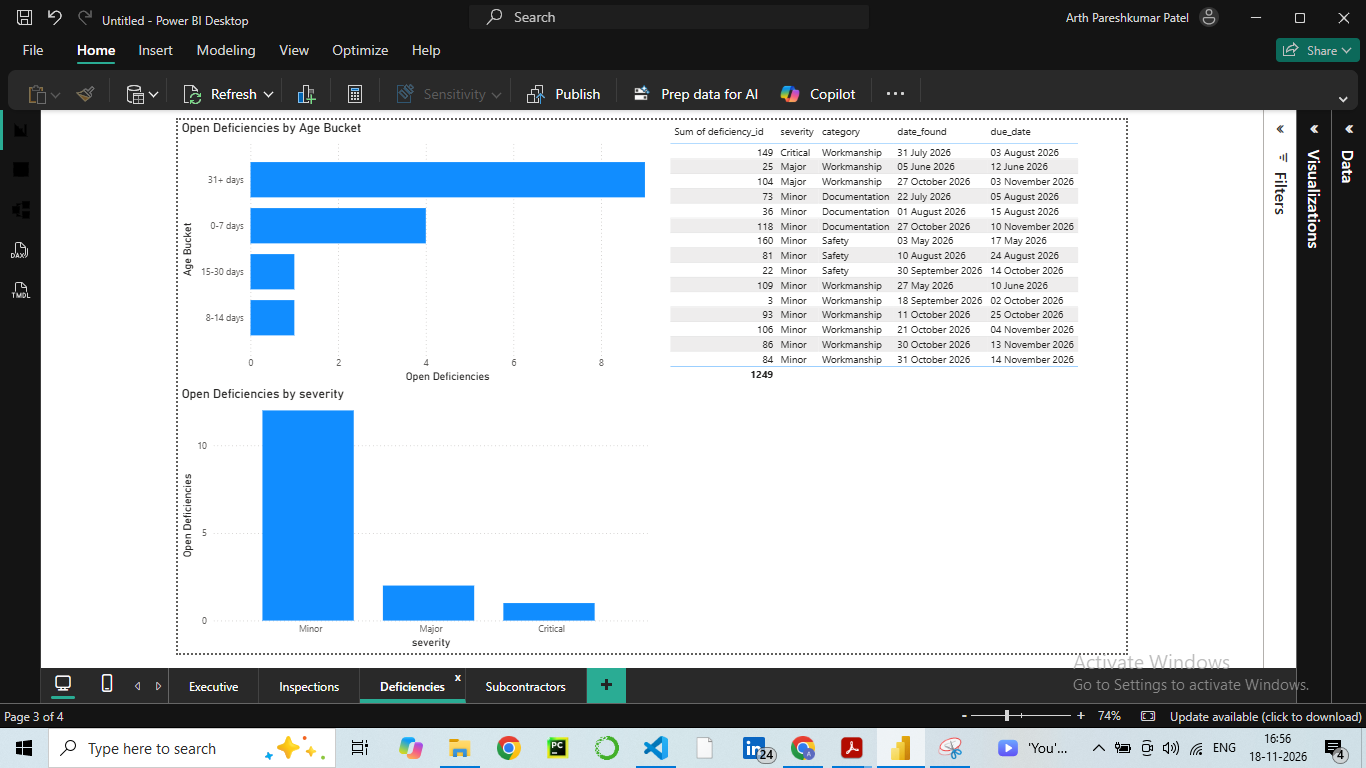 Untitled - Power BI Desktop
Search
Arth Pareshkumar Patel
File Home Insert Modeling View Optimize Help
Share
Refresh
Sensitivity
Publish
Prep data for AI
Copilot
Open Deficiencies by Age Bucket
Age Bucket
31+ days
0-7 days
15-30 days
8-14 days
0 2 4 6 8
Open Deficiencies
Sum of deficiency_id severity category date_found due_date
149 Critical Workmanship 31 July 2026 03 August 2026
25 Major Workmanship 05 June 2026 12 June 2026
104 Major Workmanship 27 October 2026 03 November 2026
73 Minor Documentation 22 July 2026 05 August 2026
36 Minor Documentation 01 August 2026 15 August 2026
118 Minor Documentation 27 October 2026 10 November 2026
160 Minor Safety 03 May 2026 17 May 2026
81 Minor Safety 10 August 2026 24 August 2026
22 Minor Safety 30 September 2026 14 October 2026
109 Minor Workmanship 27 May 2026 10 June 2026
3 Minor Workmanship 18 September 2026 02 October 2026
93 Minor Workmanship 11 October 2026 25 October 2026
106 Minor Workmanship 21 October 2026 04 November 2026
86 Minor Workmanship 30 October 2026 13 November 2026
84 Minor Workmanship 31 October 2026 14 November 2026
1249
Open Deficiencies by severity
Open Deficiencies
10
5
0
Minor Major Critical
severity
Filters
Visualizations
Data
DAX
TMDL
Activate Windows
Go to Settings to activate Windows.
Executive Inspections Deficiencies x Subcontractors +
Page 3 of 4
- + 74%
Update available (click to download)
Type here to search
PC
in 24
A
'You'...
ENG
16:56
18-11-2026
4